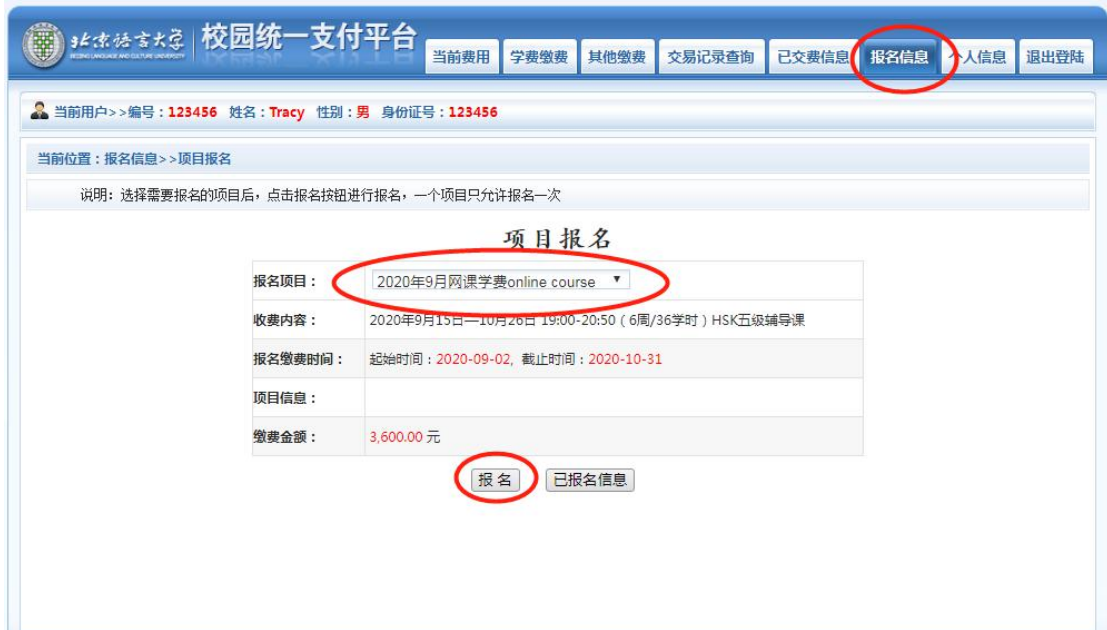 北京语言大学 校园统一支付平台
BEIJING LANGUAGE AND CULTURE UNIVERSITY
当前费用 学费缴费 其他缴费 交易记录查询 已交费信息 报名信息 个人信息 退出登陆
当前用户>>编号：123456 姓名：Tracy 性别：男 身份证号：123456
当前位置：报名信息>>项目报名
说明：选择需要报名的项目后，点击报名按钮进行报名，一个项目只允许报名一次
项目报名
报名项目： 2020年9月网课学费online course
收费内容： 2020年9月15日—10月26日 19:00-20:50（6周/36学时）HSK五级辅导课
报名缴费时间： 起始时间：2020-09-02, 截止时间：2020-10-31
项目信息：
缴费金额： 3,600.00 元
报 名 已报名信息